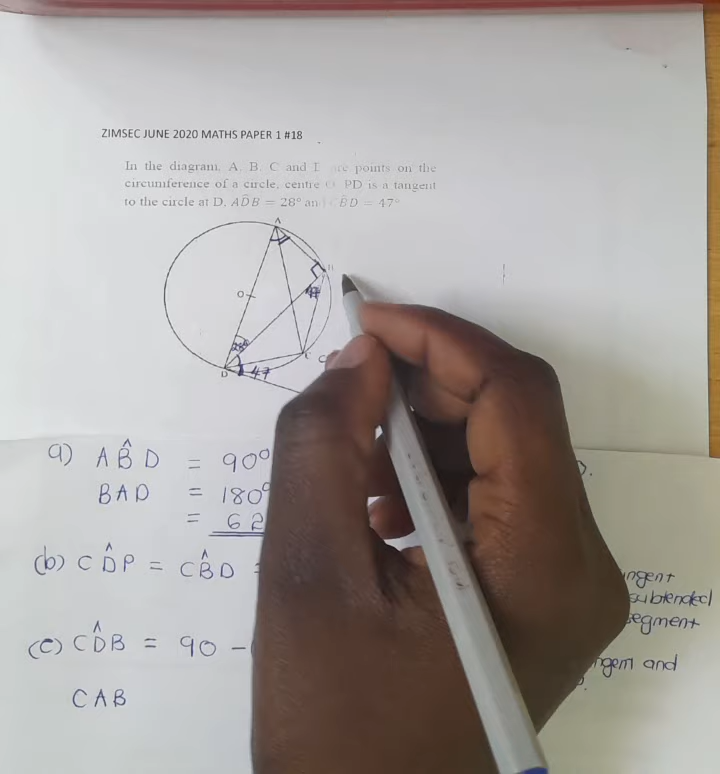 ZIMSEC JUNE 2020 MATHS PAPER 1 #18
In the diagram, A, B, C and are points on the
circumference of a circle, centre O. PD is a tangent
to the circle at D, AD̂B = 28° and B̂D = 47°
A
B
47
O
28°
C
D
47
a) AB̂D = 90°
BAD = 180°
= 62
(b) CD̂P = CB̂D =
ngent
subtended
segment
(c) CD̂B = 90 -
ngem and
CAB